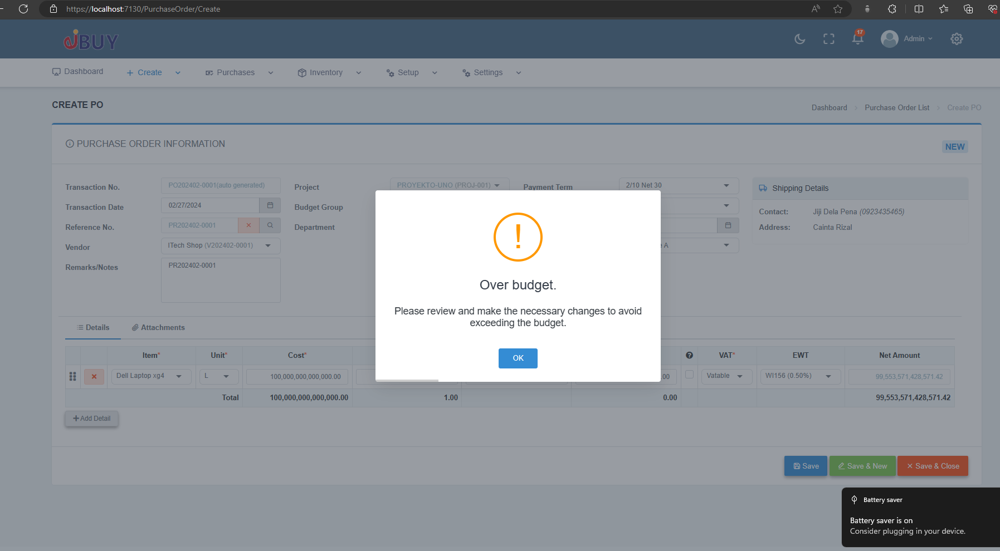 https://localhost:7130/PurchaseOrder/Create
BUY
17
Admin
Dashboard
Create
Purchases
Inventory
Setup
Settings
CREATE PO
Dashboard
Purchase Order List
Create PO
PURCHASE ORDER INFORMATION
NEW
Transaction No.
PO202402-0001(auto generated)
Project
PROYEKTO-UNO (PROJ-001)
Payment Term
2/10 Net 30
Shipping Details
Transaction Date
02/27/2024
Budget Group
Contact:
Jiji Dela Pena (0923435465)
Reference No.
PR202402-0001
Department
Address:
Cainta Rizal
Vendor
ITech Shop (V202402-0001)
A
Remarks/Notes
PR202402-0001
Over budget.
Please review and make the necessary changes to avoid
exceeding the budget.
OK
Details
Attachments
Item*
Unit*
Cost*
VAT*
EWT
Net Amount
Dell Laptop xg4
L
100,000,000,000,000.00
.00
Vatable
WI156 (0.50%)
99,553,571,428,571.42
Total
100,000,000,000,000.00
1.00
0.00
99,553,571,428,571.42
Add Detail
Save
Save & New
Save & Close
Battery saver
Battery saver is on
Consider plugging in your device.